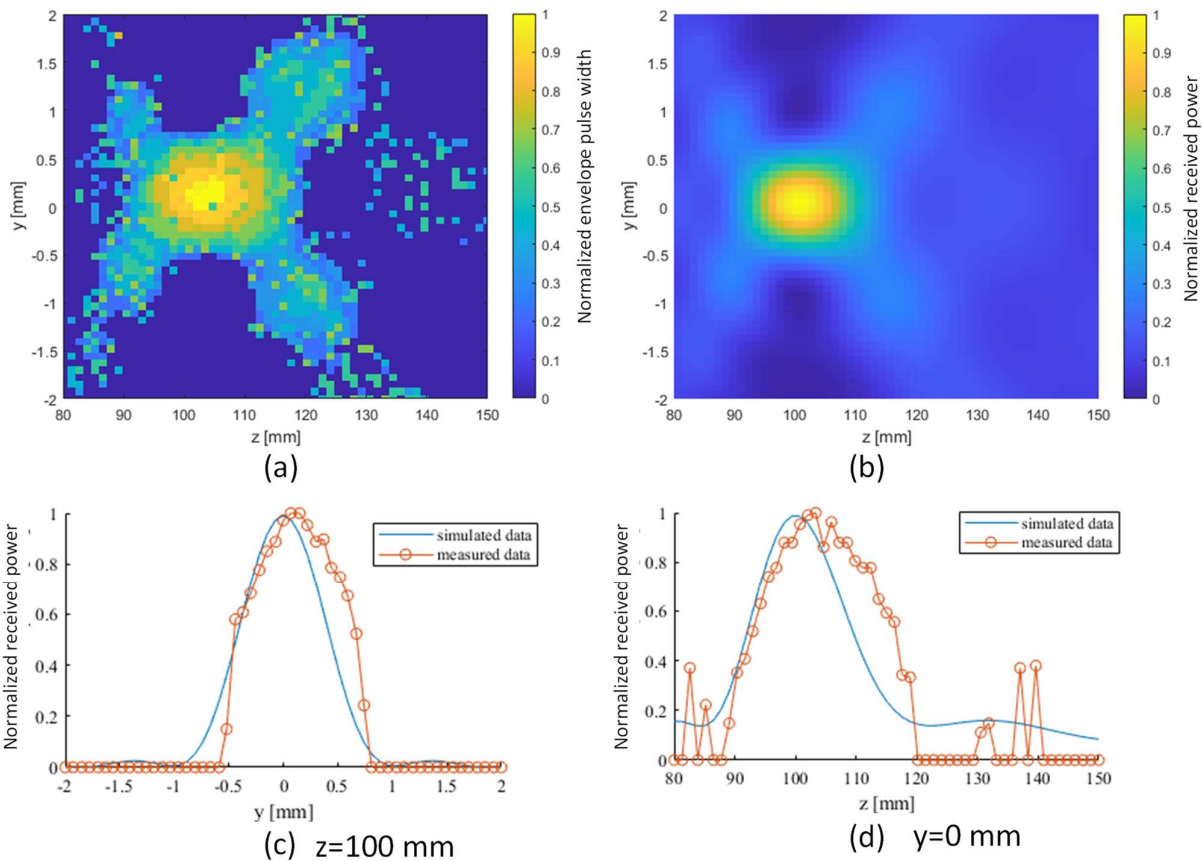 2
1.5
1
0.5
0
-0.5
-1
-1.5
-2
y [mm]
80 90 100 110 120 130 140 150
z [mm]
1
0.9
0.8
0.7
0.6
0.5
0.4
0.3
0.2
0.1
0
Normalized envelope pulse width
(a)
2
1.5
1
0.5
0
-0.5
-1
-1.5
-2
y [mm]
80 90 100 110 120 130 140 150
z [mm]
1
0.9
0.8
0.7
0.6
0.5
0.4
0.3
0.2
0.1
0
Normalized received power
(b)
Normalized received power
1
0.8
0.6
0.4
0.2
0
-2 -1.5 -1 -0.5 0 0.5 1 1.5 2
y [mm]
simulated data
measured data
(c) z=100 mm
Normalized received power
1
0.8
0.6
0.4
0.2
0
80 90 100 110 120 130 140 150
z [mm]
simulated data
measured data
(d) y=0 mm